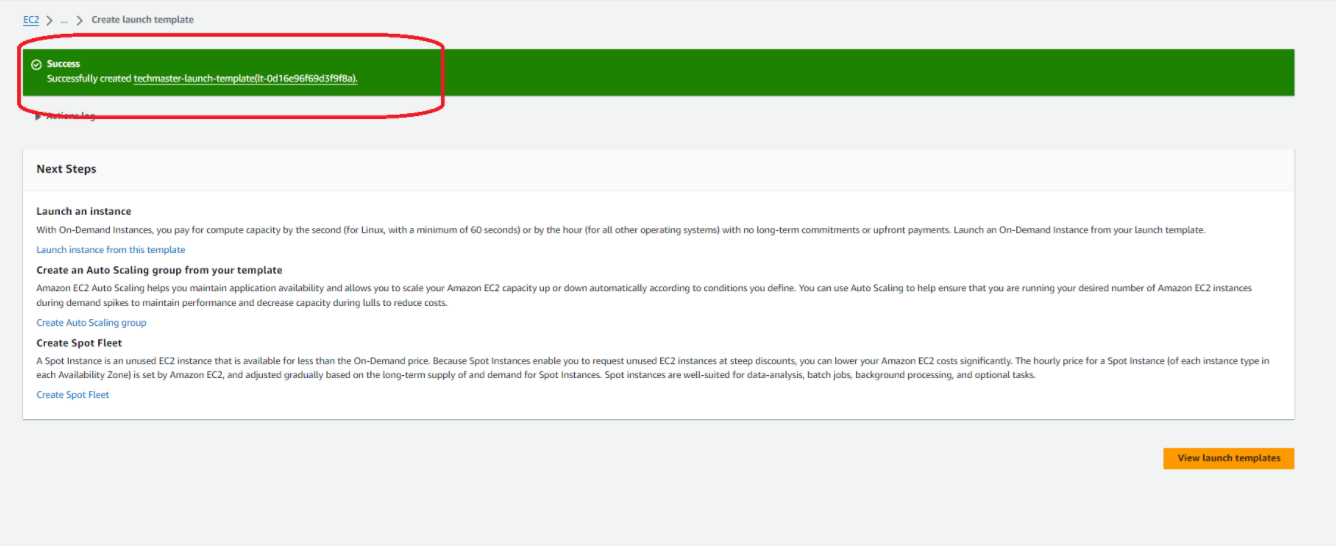 EC2 > ... > Create launch template
Success
Successfully created techmaster-launch-template(lt-0d16e96f69d3f9f8a).
Actions log
Next Steps
Launch an instance
With On-Demand Instances, you pay for compute capacity by the second (for Linux, with a minimum of 60 seconds) or by the hour (for all other operating systems) with no long-term commitments or upfront payments. Launch an On-Demand Instance from your launch template.
Launch instance from this template
Create an Auto Scaling group from your template
Amazon EC2 Auto Scaling helps you maintain application availability and allows you to scale your Amazon EC2 capacity up or down automatically according to conditions you define. You can use Auto Scaling to help ensure that you are running your desired number of Amazon EC2 instances
during demand spikes to maintain performance and decrease capacity during lulls to reduce costs.
Create Auto Scaling group
Create Spot Fleet
A Spot Instance is an unused EC2 instance that is available for less than the On-Demand price. Because Spot Instances enable you to request unused EC2 instances at steep discounts, you can lower your Amazon EC2 costs significantly. The hourly price for a Spot Instance (of each instance type in
each Availability Zone) is set by Amazon EC2, and adjusted gradually based on the long-term supply of and demand for Spot Instances. Spot instances are well-suited for data-analysis, batch jobs, background processing, and optional tasks.
Create Spot Fleet
View launch templates